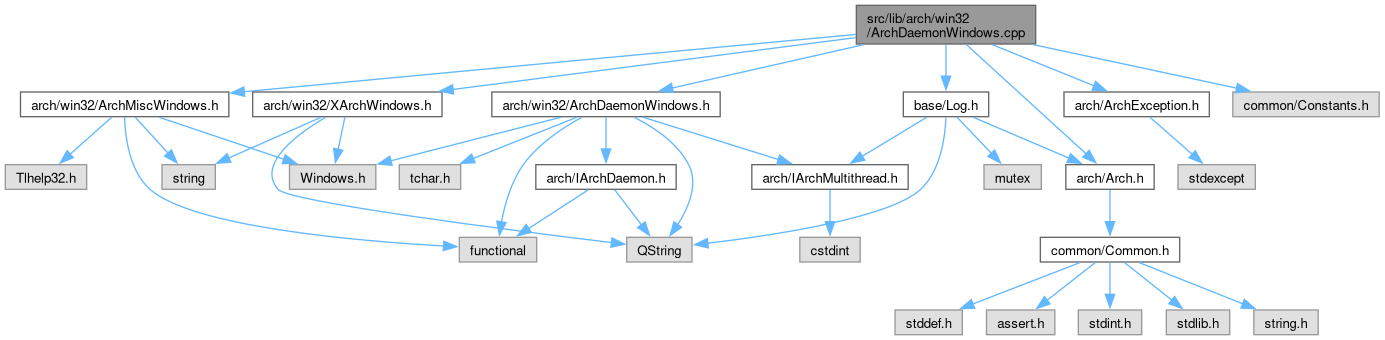 src/lib/arch/win32
/ArchDaemonWindows.cpp
arch/win32/ArchMiscWindows.h
arch/win32/XArchWindows.h
arch/win32/ArchDaemonWindows.h
base/Log.h
arch/ArchException.h
common/Constants.h
Tlhelp32.h
string
Windows.h
tchar.h
arch/IArchDaemon.h
arch/IArchMultithread.h
mutex
arch/Arch.h
stdexcept
functional
QString
cstdint
common/Common.h
stddef.h
assert.h
stdint.h
stdlib.h
string.h